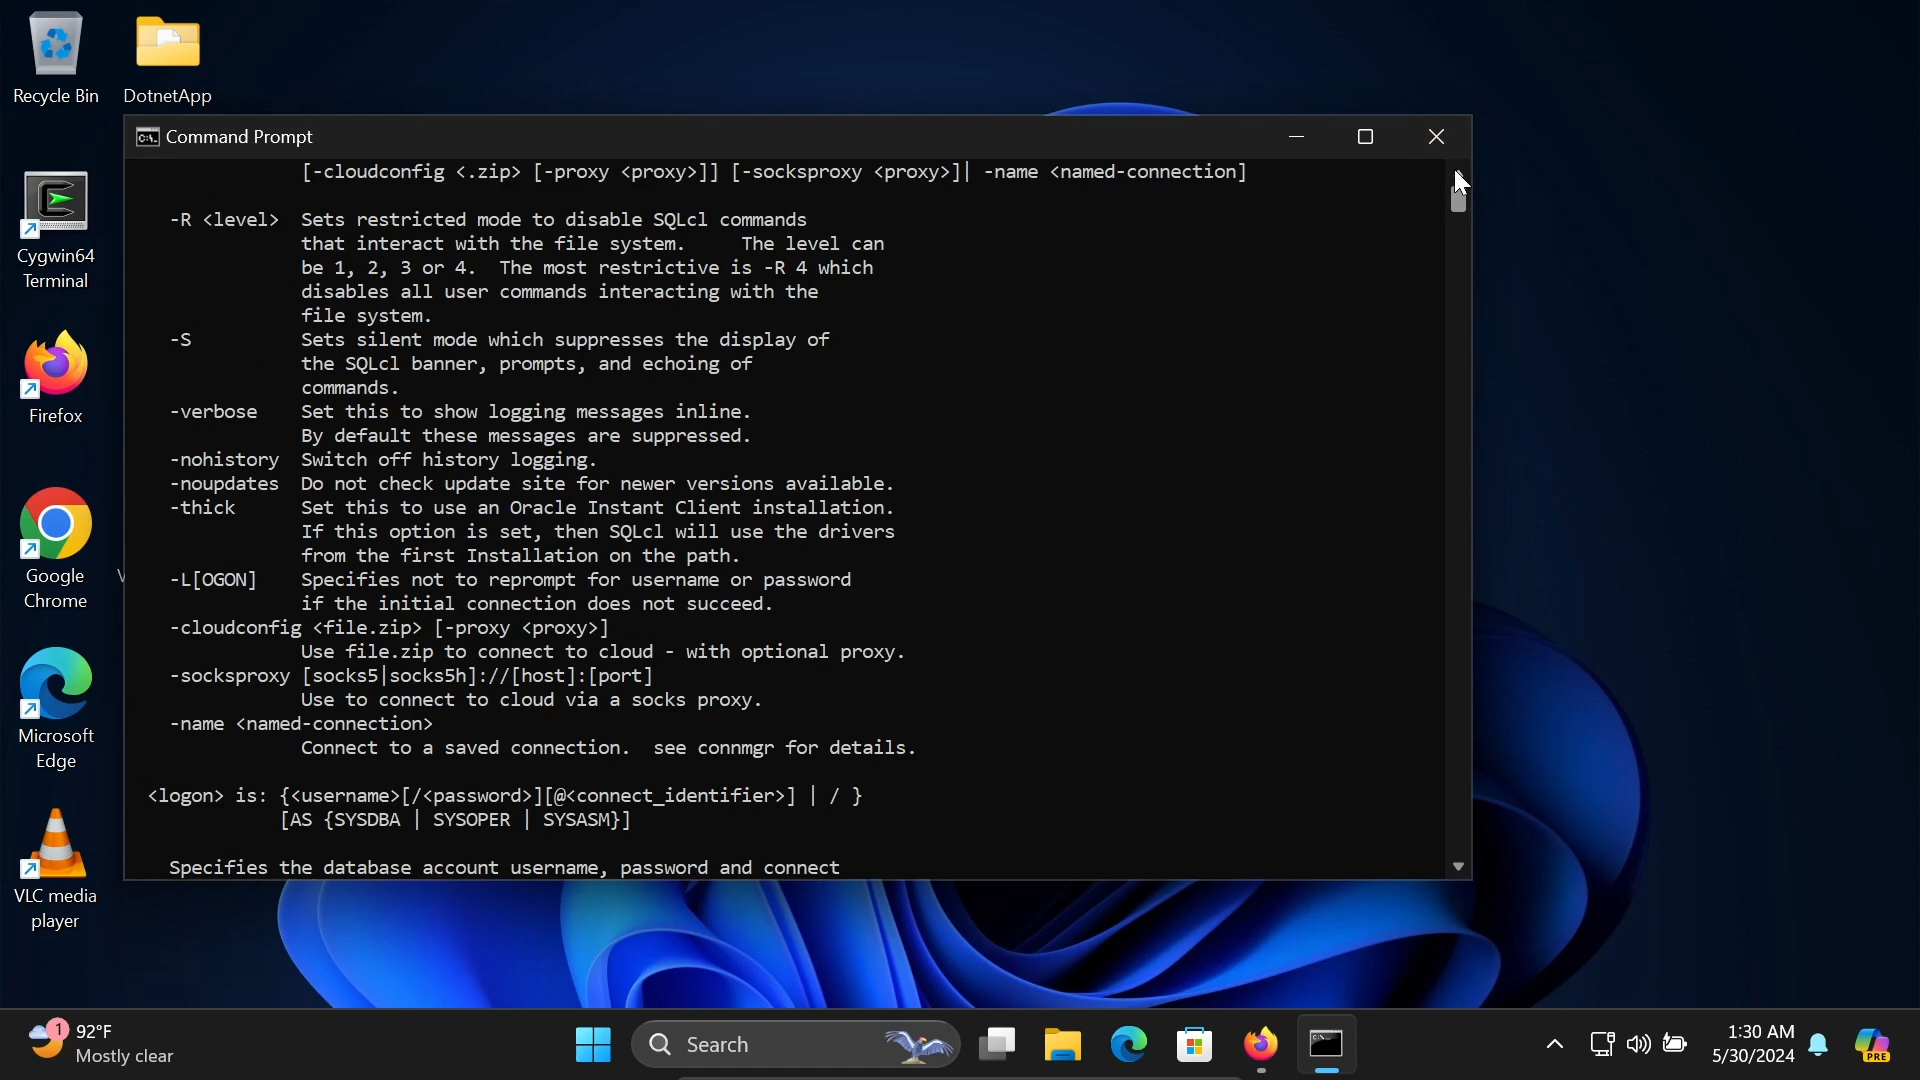 Recycle Bin
DotnetApp
Cygwin64
Terminal
Firefox
Google
Chrome
Microsoft
Edge
VLC media
player
Command Prompt
[-cloudconfig <.zip> [-proxy <proxy>]] [-socksproxy <proxy>]| -name <named-connection]
-R <level> Sets restricted mode to disable SQLcl commands
that interact with the file system. The level can
be 1, 2, 3 or 4. The most restrictive is -R 4 which
disables all user commands interacting with the
file system.
-S Sets silent mode which suppresses the display of
the SQLcl banner, prompts, and echoing of
commands.
-verbose Set this to show logging messages inline.
By default these messages are suppressed.
-nohistory Switch off history logging.
-noupdates Do not check update site for newer versions available.
-thick Set this to use an Oracle Instant Client installation.
If this option is set, then SQLcl will use the drivers
from the first Installation on the path.
-L[OGON] Specifies not to reprompt for username or password
if the initial connection does not succeed.
-cloudconfig <file.zip> [-proxy <proxy>]
Use file.zip to connect to cloud - with optional proxy.
-socksproxy [socks5|socks5h]://[host]:[port]
Use to connect to cloud via a socks proxy.
-name <named-connection>
Connect to a saved connection. see connmgr for details.
<logon> is: {<username>[/<password>][@<connect_identifier>] | / }
[AS {SYSDBA | SYSOPER | SYSASM}]
Specifies the database account username, password and connect
1
92°F
Mostly clear
Search
1:30 AM
5/30/2024
PRE